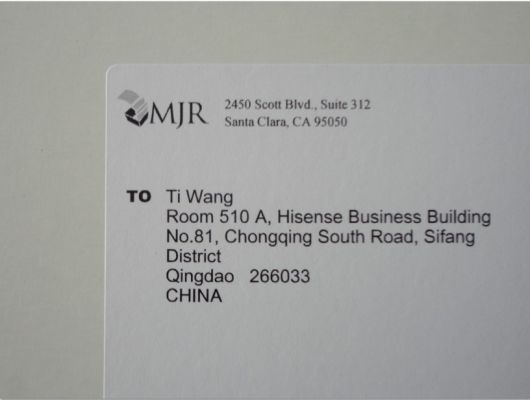 MJR
2450 Scott Blvd., Suite 312
Santa Clara, CA 95050
TO Ti Wang
Room 510 A, Hisense Business Building
No.81, Chongqing South Road, Sifang
District
Qingdao 266033
CHINA